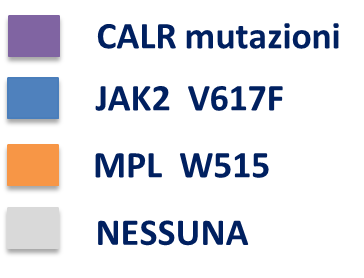 CALR mutazioni
JAK2 V617F
MPL W515
NESSUNA